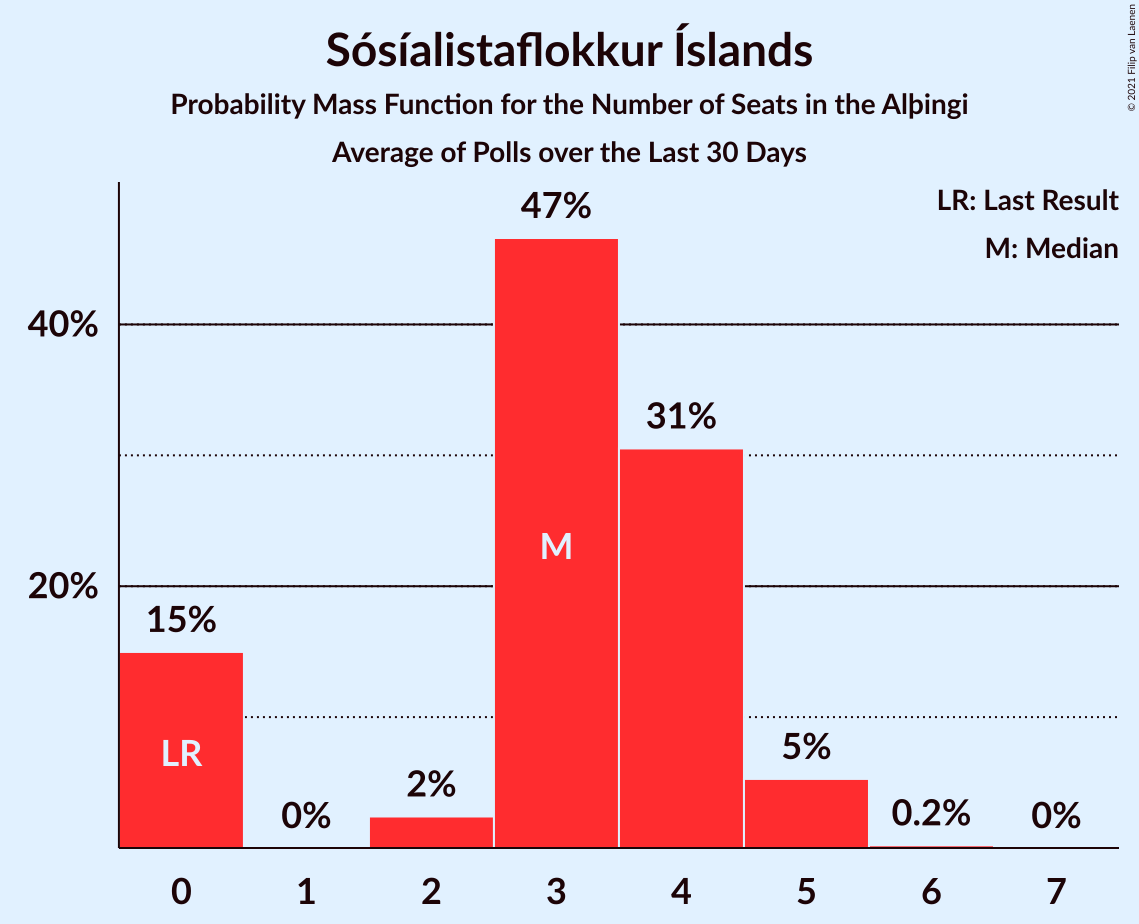 Sósíalistaflokkur Íslands
Probability Mass Function for the Number of Seats in the Alþingi
Average of Polls over the Last 30 Days
© 2021 Filip van Laenen
LR: Last Result
M: Median
47%
40%
31%
M
20%
15%
LR
5%
2%
0%
0.2%
0%
0 1 2 3 4 5 6 7